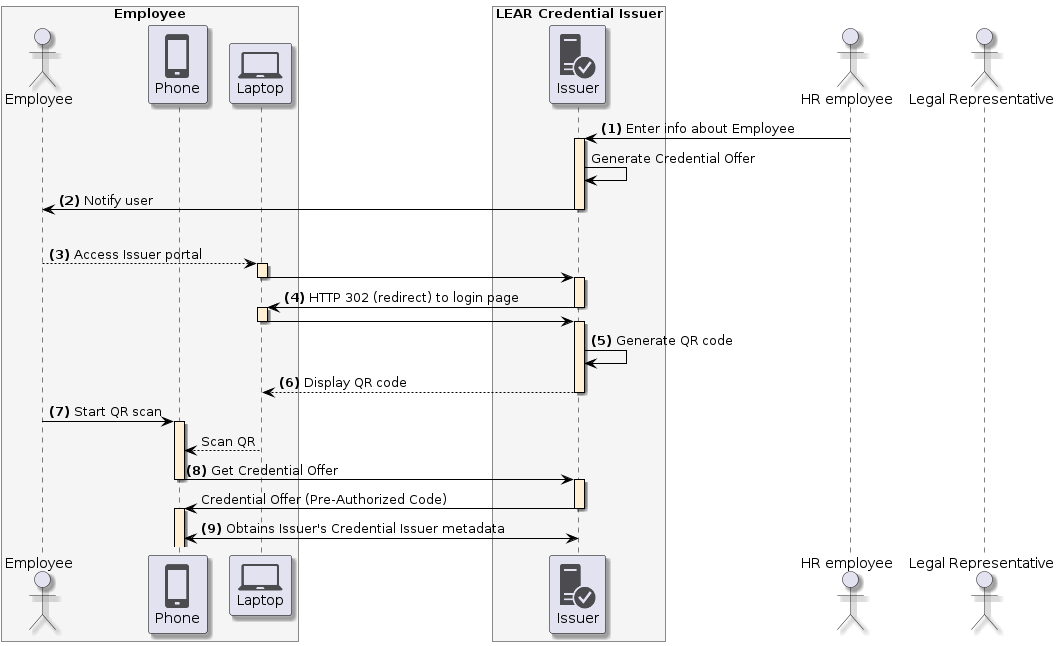 Employee
LEAR Credential Issuer
Employee
Phone
Laptop
Issuer
HR employee
Legal Representative
(1) Enter info about Employee
Generate Credential Offer
(2) Notify user
(3) Access Issuer portal
(4) HTTP 302 (redirect) to login page
(5) Generate QR code
(6) Display QR code
(7) Start QR scan
Scan QR
(8) Get Credential Offer
Credential Offer (Pre-Authorized Code)
(9) Obtains Issuer's Credential Issuer metadata
Employee
Phone
Laptop
Issuer
HR employee
Legal Representative